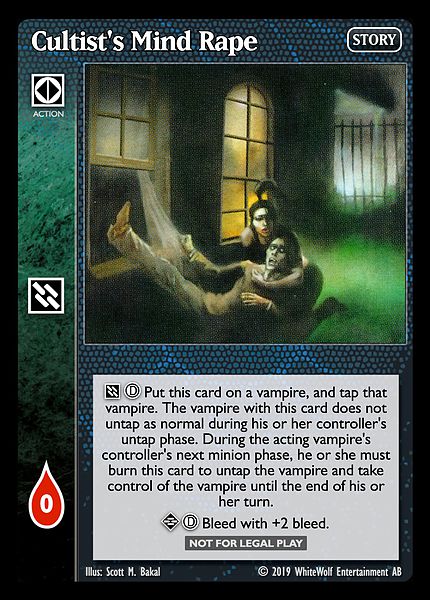 Cultist's Mind Rape
STORY
ACTION
Ⓓ Put this card on a vampire, and tap that
vampire. The vampire with this card does not
untap as normal during his or her controller's
untap phase. During the acting vampire's
controller's next minion phase, he or she must
burn this card to untap the vampire and take
control of the vampire until the end of his or
her turn.
Ⓓ Bleed with +2 bleed.
NOT FOR LEGAL PLAY
0
Illus: Scott M. Bakal
© 2019 WhiteWolf Entertainment AB